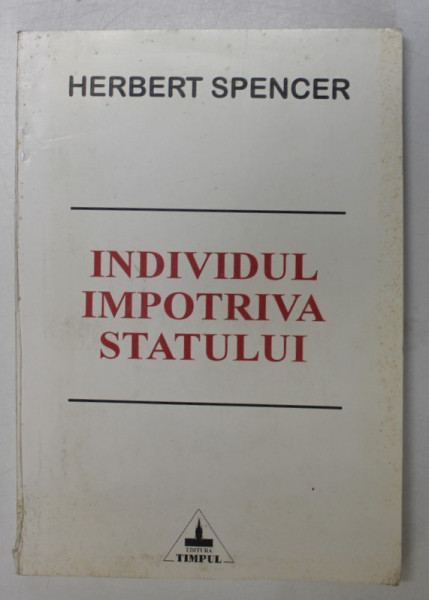 HERBERT SPENCER
INDIVIDUL
IMPOTRIVA
STATULUI
EDITURA
TIMPUL